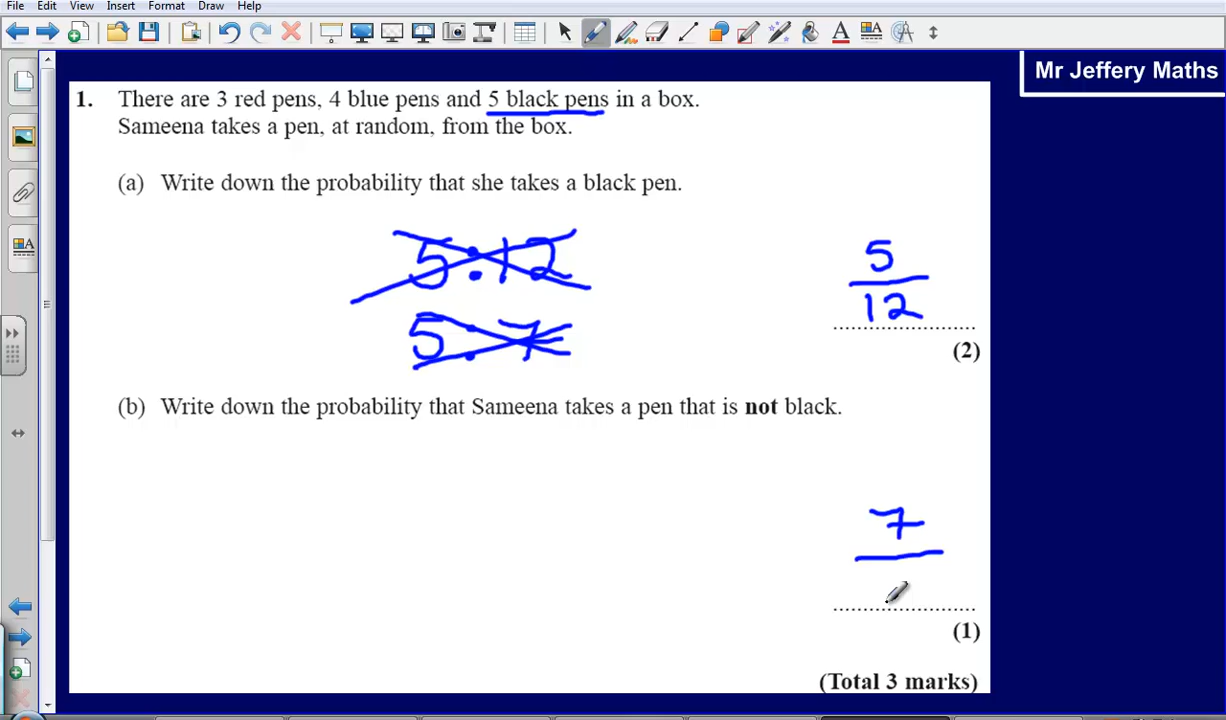 File Edit View Insert Format Draw Help
Mr Jeffery Maths
1. There are 3 red pens, 4 blue pens and 5 black pens in a box.
Sameena takes a pen, at random, from the box.
(a) Write down the probability that she takes a black pen.
5:12
5:7
5
12
(2)
(b) Write down the probability that Sameena takes a pen that is not black.
7
(1)
(Total 3 marks)